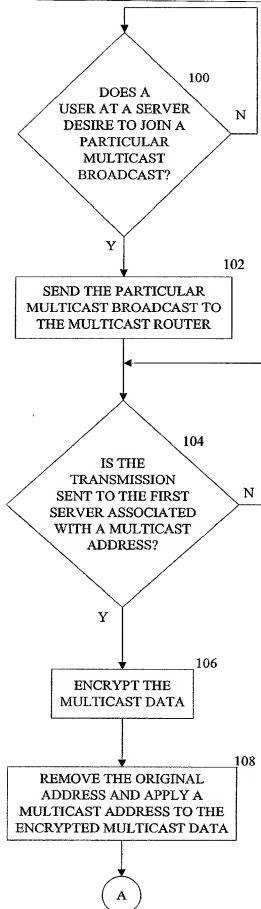 100
DOES A
USER AT A SERVER
DESIRE TO JOIN A
PARTICULAR
MULTICAST
BROADCAST?
N
Y
102
SEND THE PARTICULAR
MULTICAST BROADCAST TO
THE MULTICAST ROUTER
104
IS THE
TRANSMISSION
SENT TO THE FIRST
SERVER ASSOCIATED
WITH A MULTICAST
ADDRESS?
N
Y
106
ENCRYPT THE
MULTICAST DATA
108
REMOVE THE ORIGINAL
ADDRESS AND APPLY A
MULTICAST ADDRESS TO THE
ENCRYPTED MULTICAST DATA
A